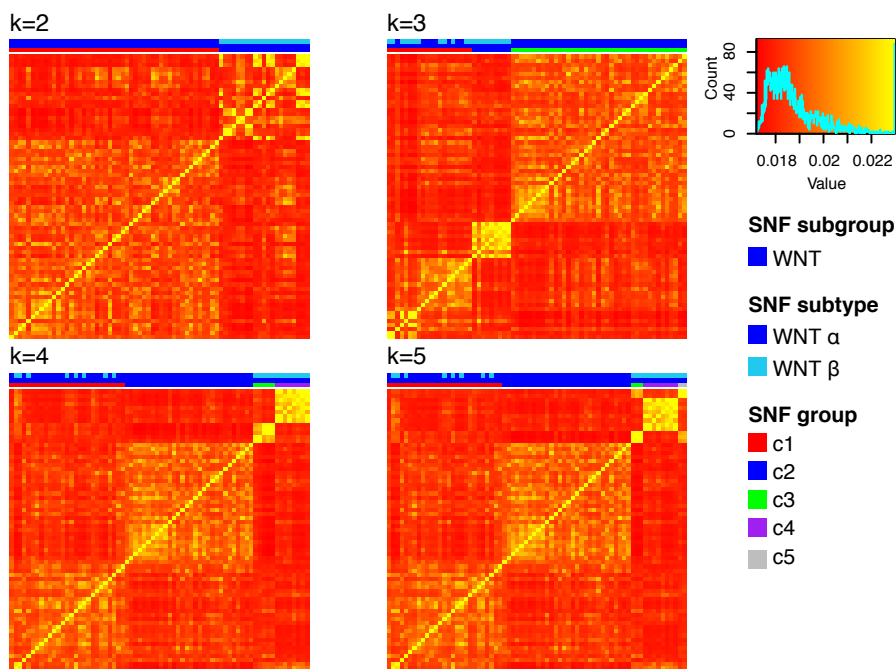 k=2
k=3
80
40
0
Count
0.018 0.02 0.022
Value
SNF subgroup
WNT
SNF subtype
WNT α
WNT β
k=4
k=5
SNF group
c1
c2
c3
c4
c5